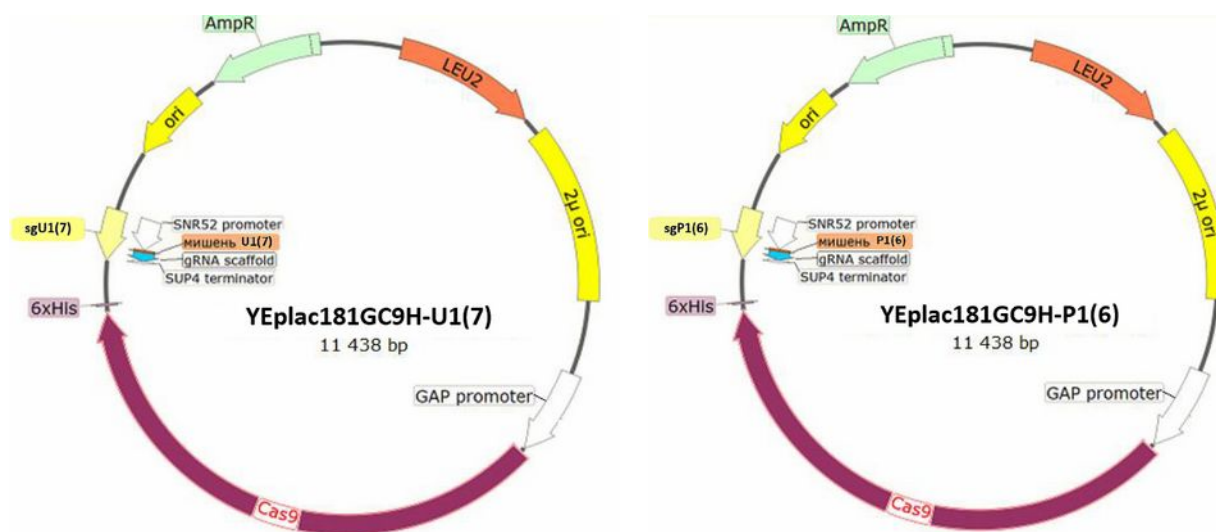 AmpR
LEU2
ori
2μ ori
sgU1(7)
SNR52 promoter
мишень U1(7)
gRNA scaffold
SUP4 terminator
6xHis
YEplac181GC9H-U1(7)
11 438 bp
GAP promoter
Cas9
AmpR
LEU2
ori
2μ ori
sgP1(6)
SNR52 promoter
мишень P1(6)
gRNA scaffold
SUP4 terminator
6xHis
YEplac181GC9H-P1(6)
11 438 bp
GAP promoter
Cas9